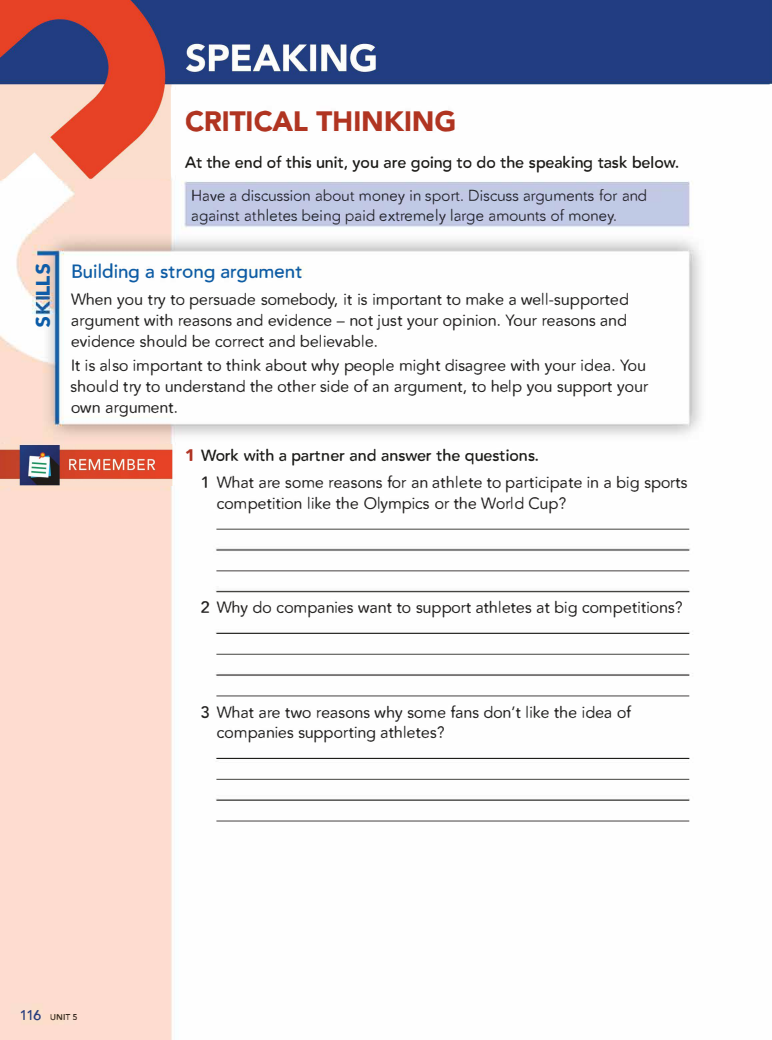 SPEAKING
CRITICAL THINKING
At the end of this unit, you are going to do the speaking task below.
Have a discussion about money in sport. Discuss arguments for and
against athletes being paid extremely large amounts of money.
SKILLS
Building a strong argument
When you try to persuade somebody, it is important to make a well-supported
argument with reasons and evidence – not just your opinion. Your reasons and
evidence should be correct and believable.
It is also important to think about why people might disagree with your idea. You
should try to understand the other side of an argument, to help you support your
own argument.
REMEMBER
1 Work with a partner and answer the questions.
1 What are some reasons for an athlete to participate in a big sports
competition like the Olympics or the World Cup?
2 Why do companies want to support athletes at big competitions?
3 What are two reasons why some fans don't like the idea of
companies supporting athletes?
116 UNIT 5